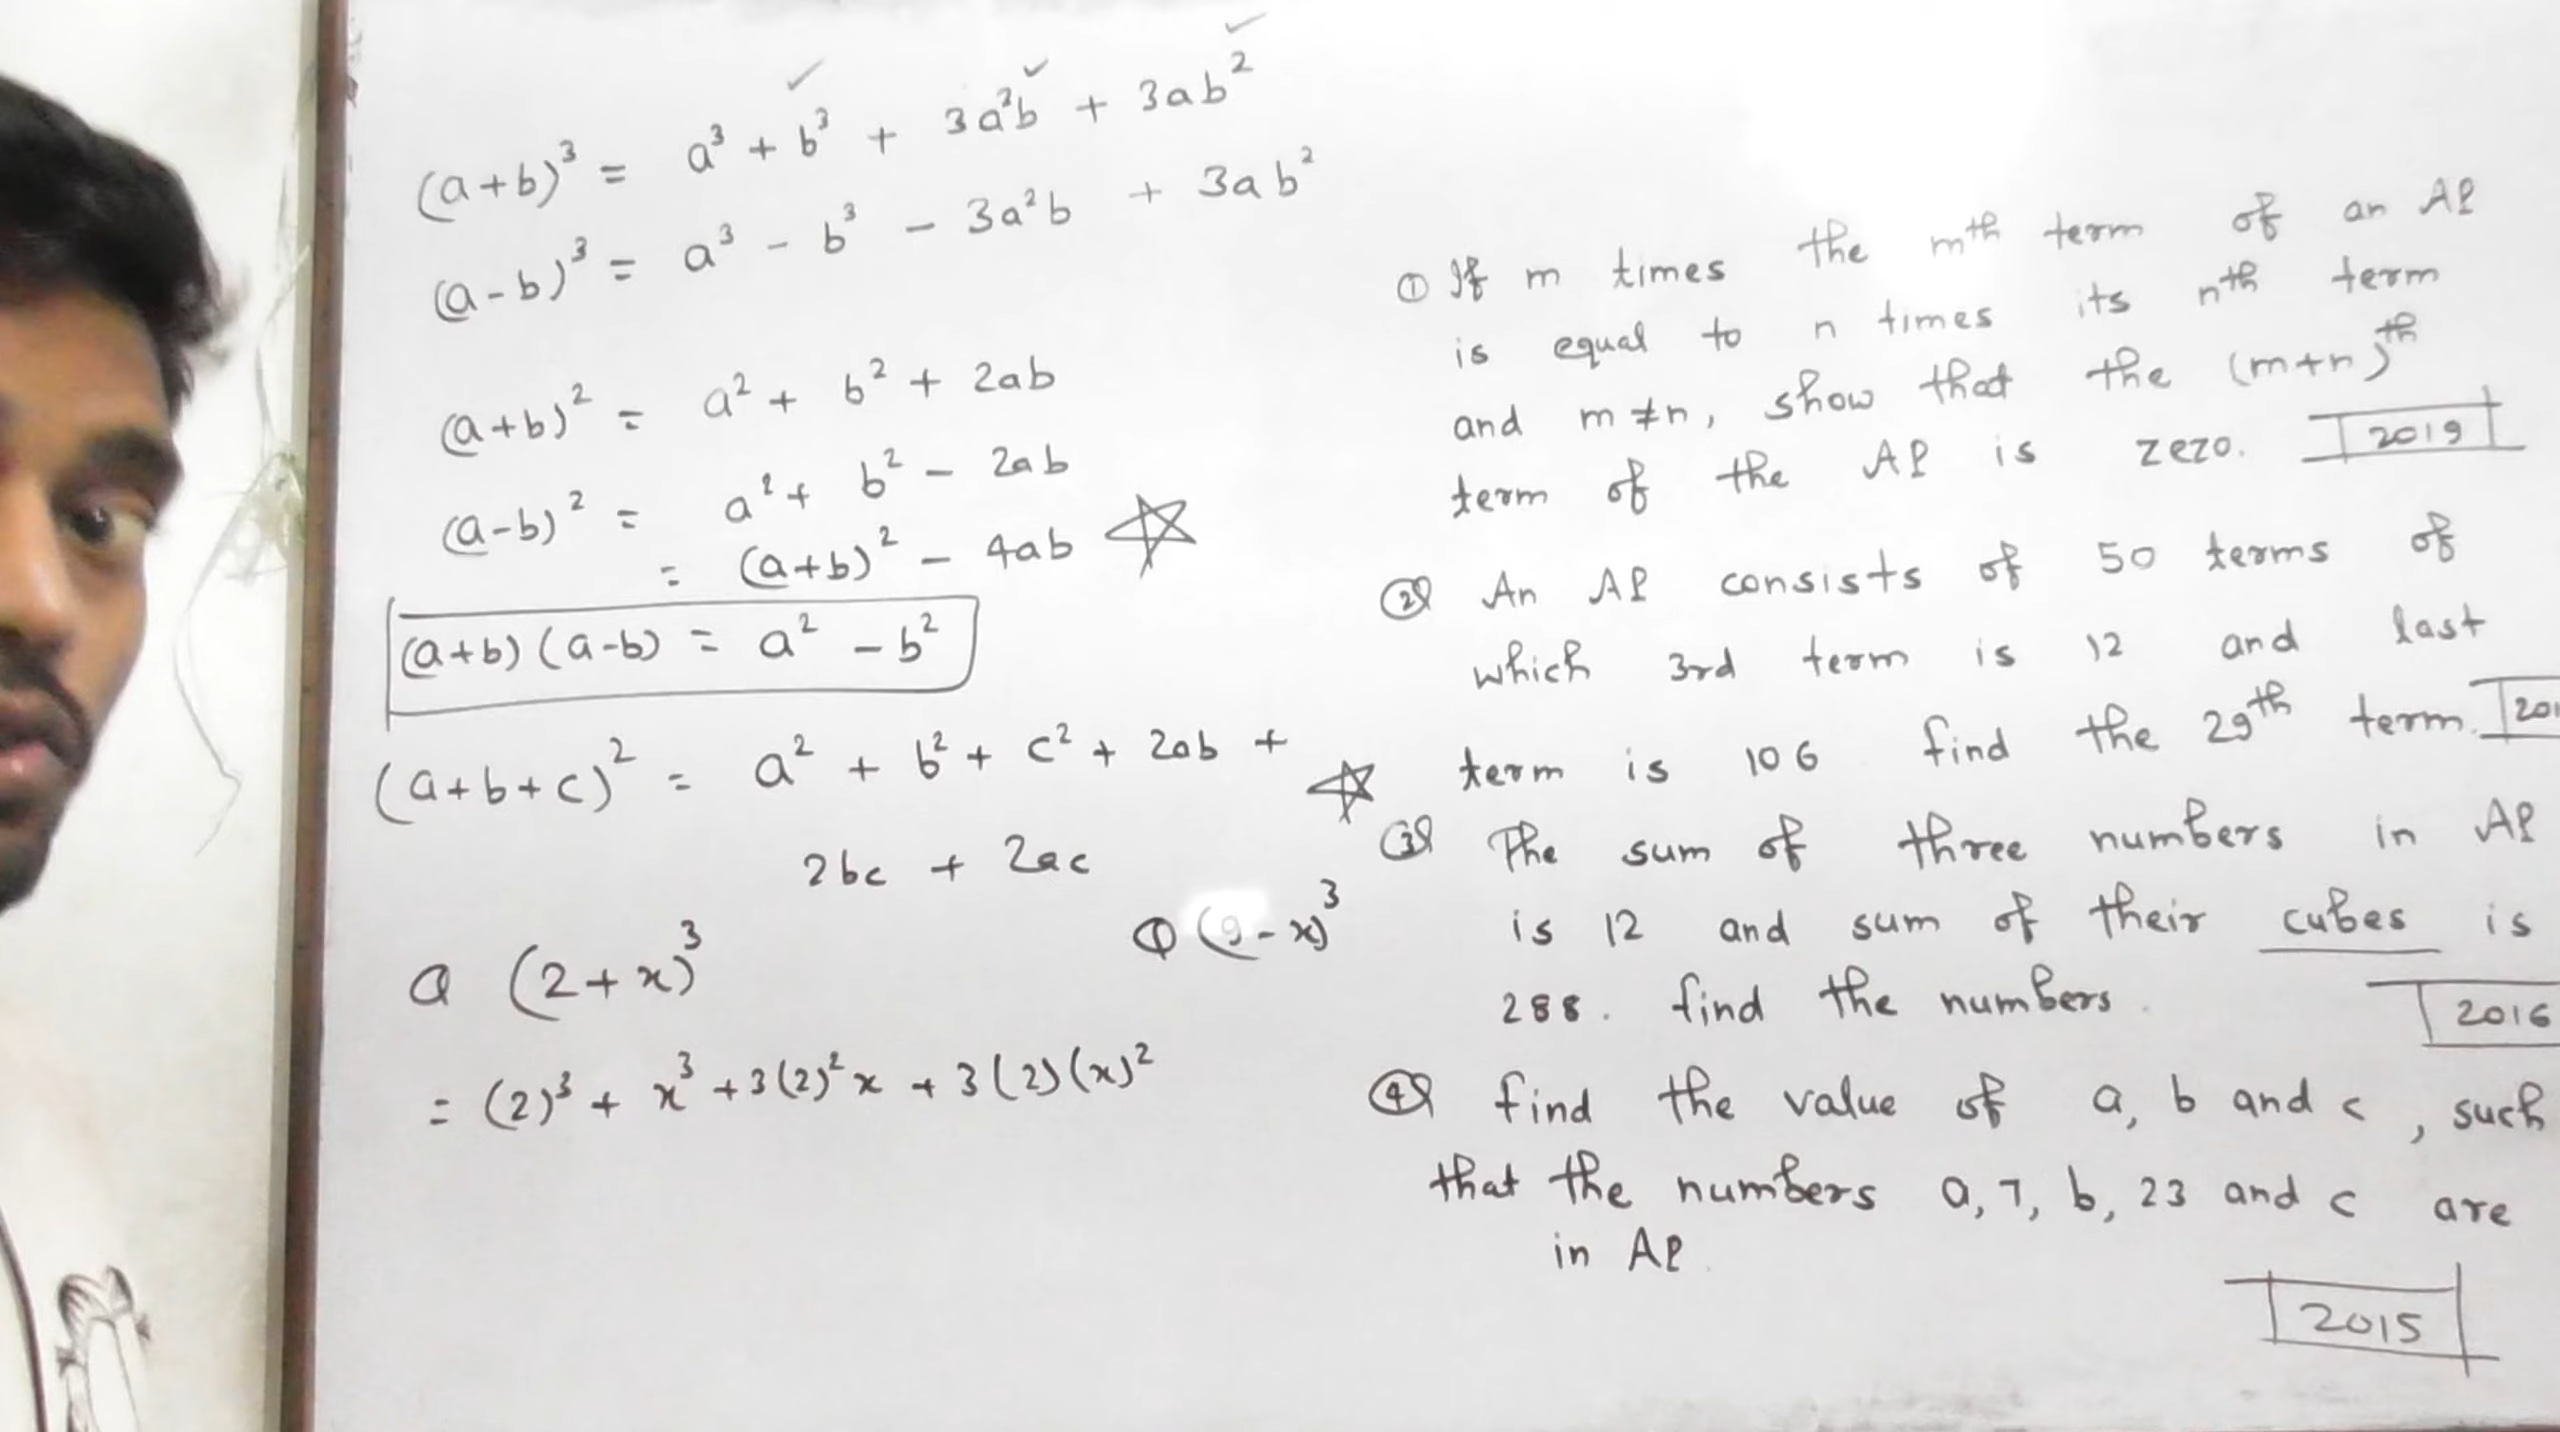 (a+b)³ = a³ + b³ + 3a²b + 3ab²
(a-b)³ = a³ - b³ - 3a²b + 3ab²
(a+b)² = a² + b² + 2ab
(a-b)² = a² + b² - 2ab
= (a+b)² - 4ab
(a+b)(a-b) = a² - b²
(a+b+c)² = a² + b² + c² + 2ab +
2bc + 2ac
Q (2+x)³
= (2)³ + x³ + 3(2)²x + 3(2)(x)²
① If m times the mth term of an AP
is equal to n times its nth term
and m ≠ n, show that the (m+n)th
term of the AP is zero. 2019
② An AP consists of 50 terms of
which 3rd term is 12 and last
term is 106 find the 29th term.
③ The sum of three numbers in AP
is 12 and sum of their cubes is
288. find the numbers.
2016
④ find the value of a, b and c, such
that the numbers a, 7, b, 23 and c are
in AP.
2015